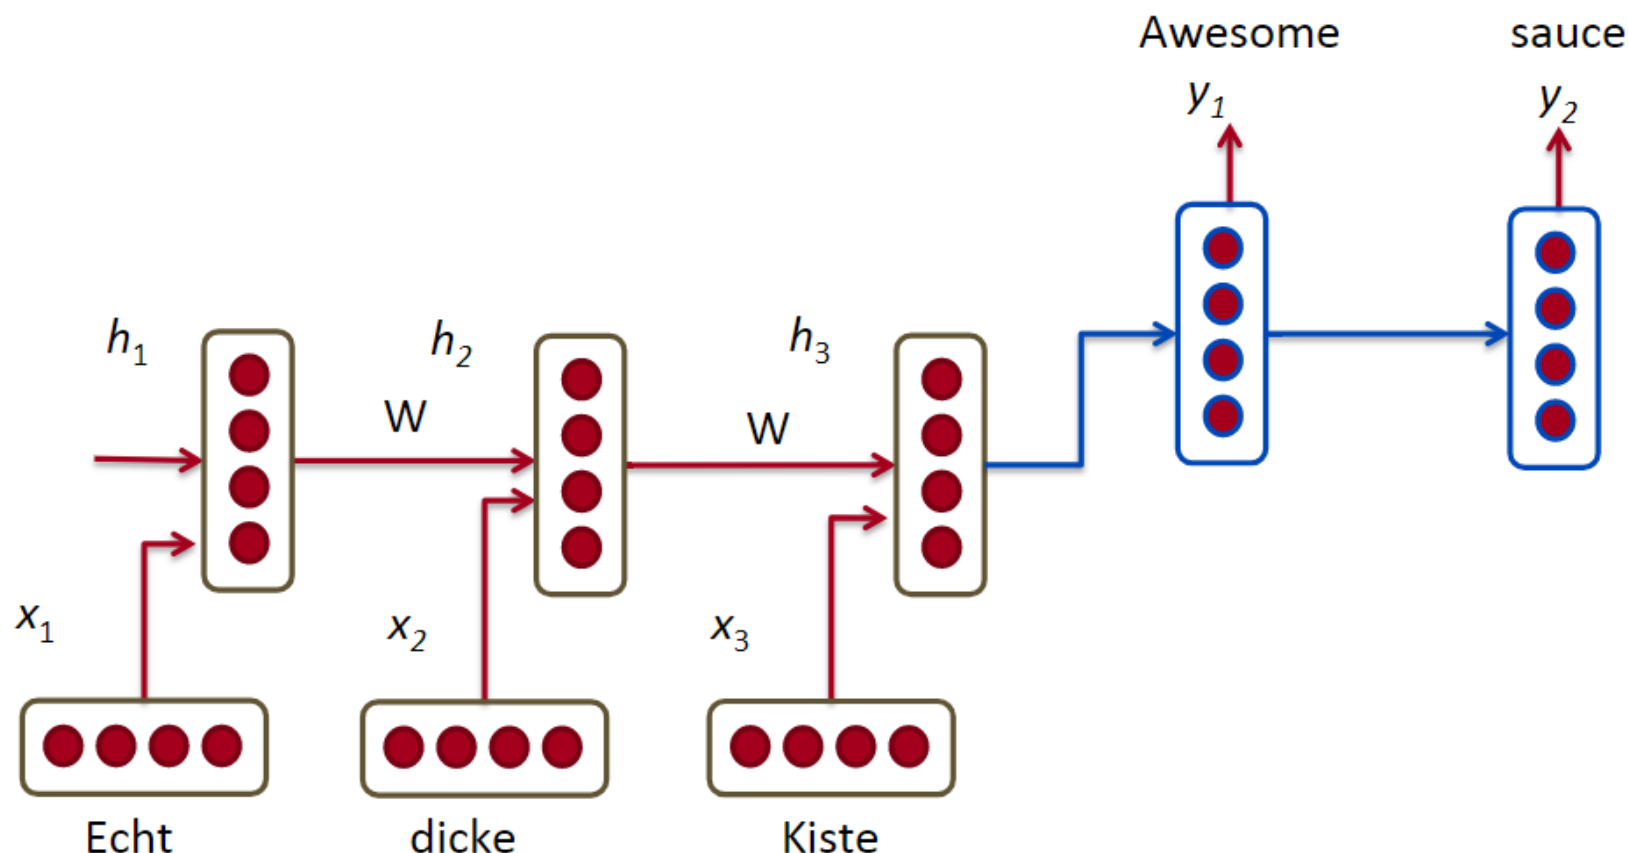 Awesome sauce
y1 y2
h1 h2 h3
W W
x1 x2 x3
Echt dicke Kiste